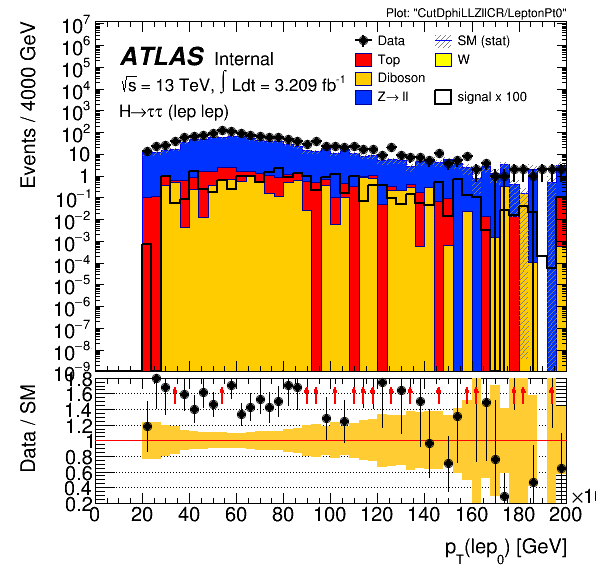 Plot: "CutDphiLLZllCR/LeptonPt0"
Events / 4000 GeV
10⁷
10⁶
10⁵
10⁴
10³
10²
10
1
10⁻¹
10⁻²
10⁻³
10⁻⁴
10⁻⁵
10⁻⁶
10⁻⁷
10⁻⁸
10⁻⁹
ATLAS Internal
√s = 13 TeV, ∫ Ldt = 3.209 fb⁻¹
H→ττ (lep lep)
Data
SM (stat)
Top
W
Diboson
Z→ ll
signal x 100
Data / SM
1.8
1.6
1.4
1.2
1
0.8
0.6
0.4
0.2
0 20 40 60 80 100 120 140 160 180 200
p_T(lep₀) [GeV]